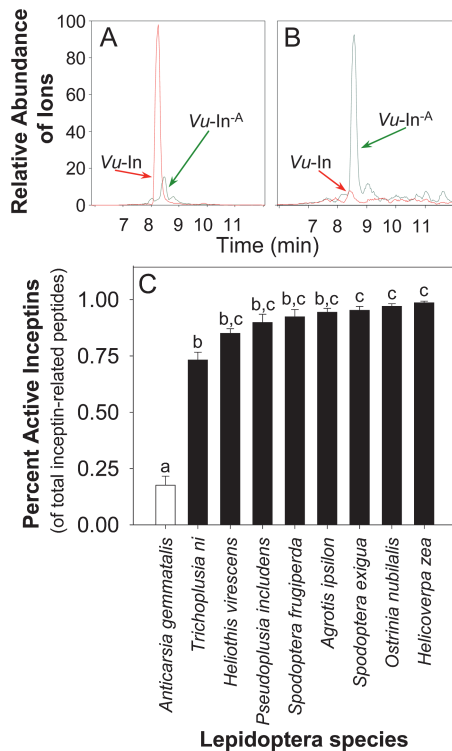 Relative Abundance
of Ions
100
80
60
40
20
0
A
Vu-In
Vu-In-A
7 8 9 10 11
B
Vu-In
Vu-In-A
7 8 9 10 11
Time (min)
Percent Active Inceptins
(of total inceptin-related peptides)
1.00
0.75
0.50
0.25
0.00
C
a
b
b,c
b,c
b,c
b,c
c
c
c
Anticarsia gemmatalis
Trichoplusia ni
Heliothis virescens
Pseudoplusia includens
Spodoptera frugiperda
Agrotis ipsilon
Spodoptera exigua
Ostrinia nubilalis
Helicoverpa zea
Lepidoptera species